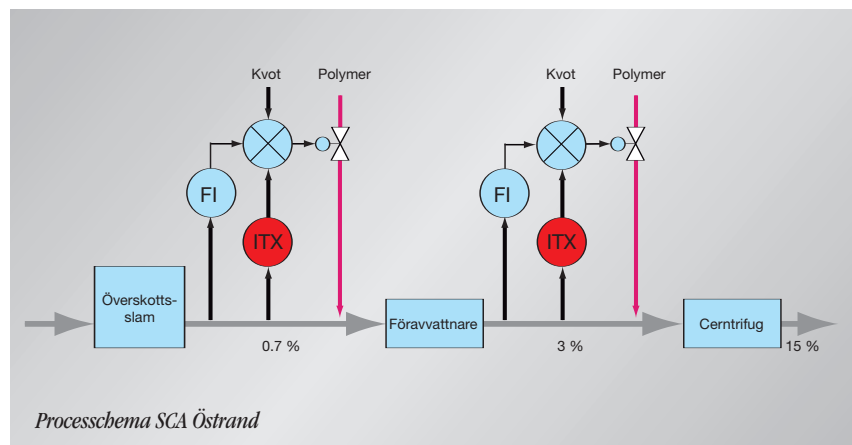 Kvot
Polymer
Kvot
Polymer
FI
FI
ITX
ITX
Överskotts-
slam
Föravvattnare
Cerntrifug
0.7 %
3 %
15 %
Processchema SCA Östrand